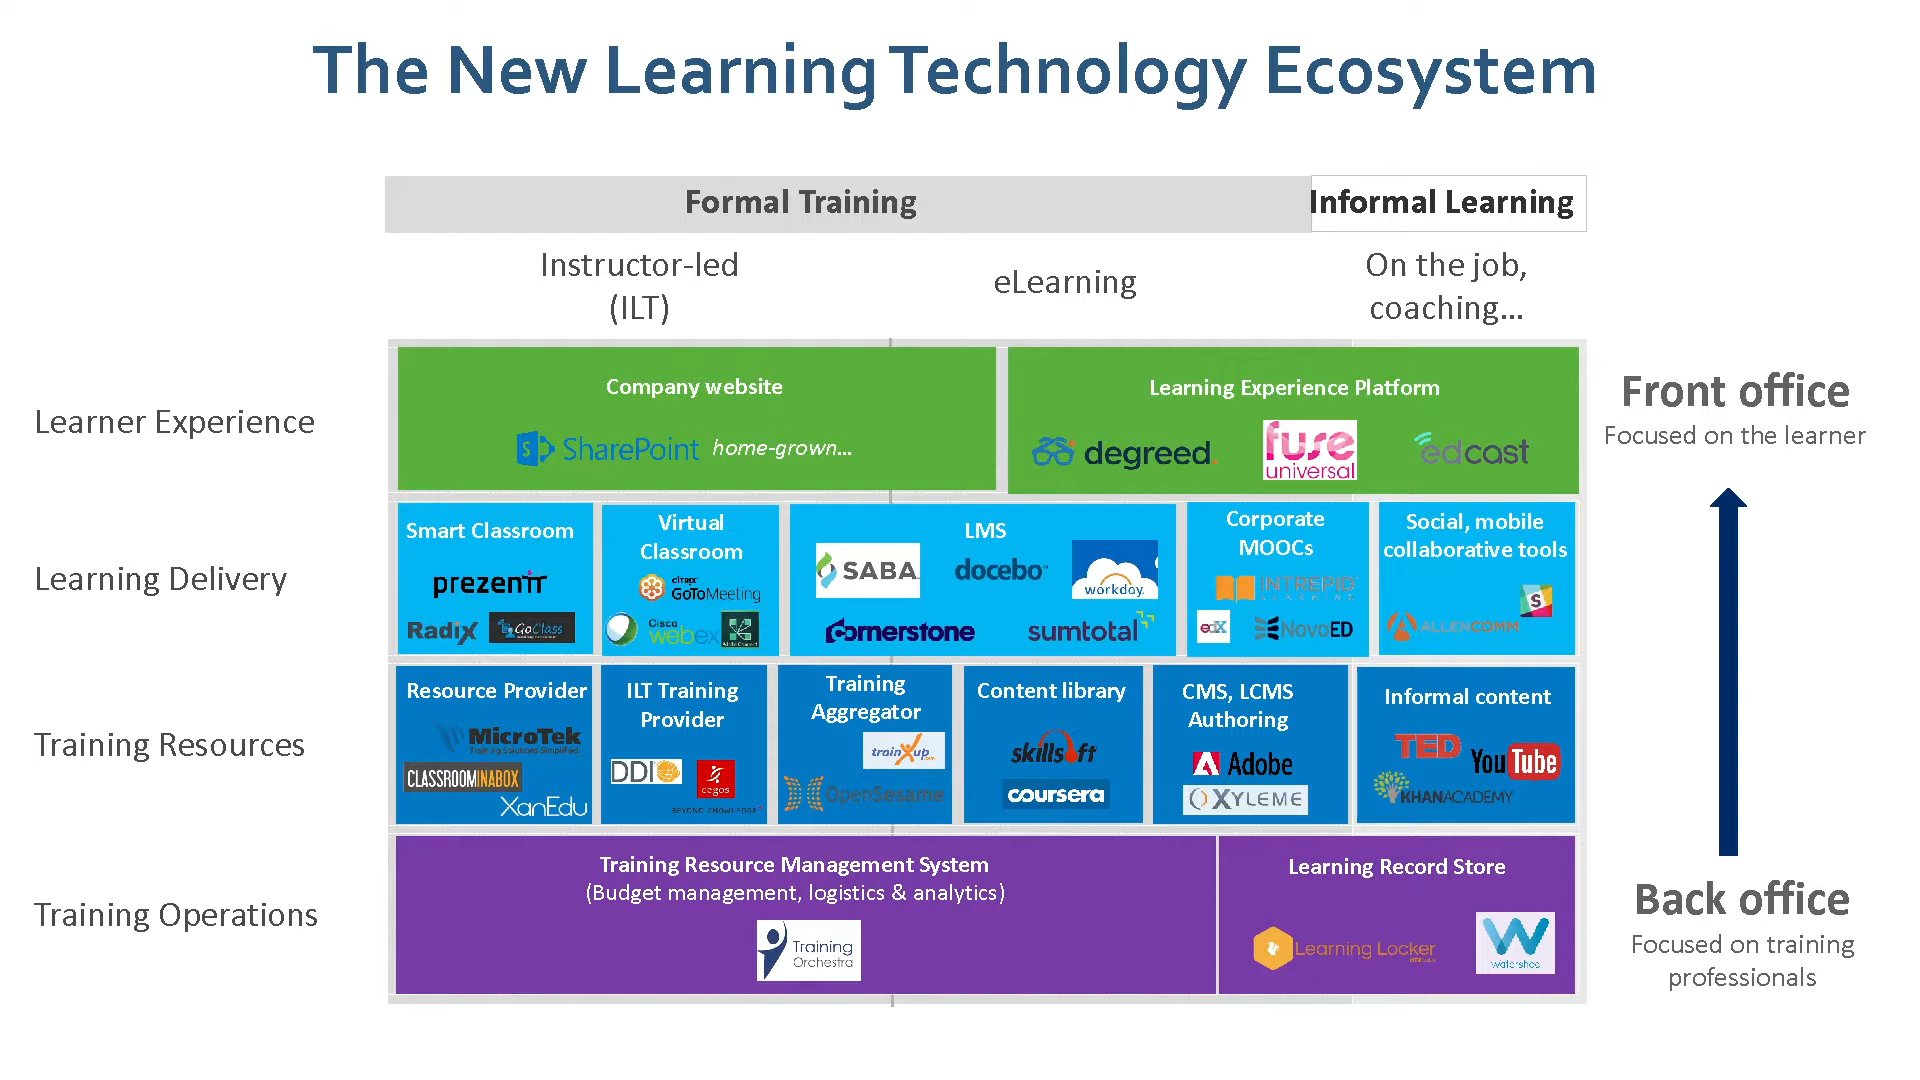 The New Learning Technology Ecosystem
Formal Training
Informal Learning
Instructor-led
(ILT)
eLearning
On the job,
coaching...
Learner Experience
Company website
SharePoint home-grown...
Learning Experience Platform
degreed.
fuse
universal
edcast
Front office
Focused on the learner
Learning Delivery
Smart Classroom
prezentt
RadiX
GoClass
Virtual
Classroom
citrix
GoToMeeting
Cisco
webex
Adobe Connect
LMS
SABA
docebo
workday.
cornerstone
sumtotal
Corporate
MOOCs
INTREPID
LEARNING
edX
NovoED
Social, mobile
collaborative tools
S
ALLENCOMM
Training Resources
Resource Provider
MicroTek
Training Solutions Simplified
CLASSROOMINABOX
XanEdu
ILT Training
Provider
DDI
cegos
BEYOND KNOWLEDGE
Training
Aggregator
trainXup.com
OpenSesame
Content library
skillsoft
coursera
CMS, LCMS
Authoring
Adobe
XYLEME
Informal content
TED
YouTube
KHANACADEMY
Training Operations
Training Resource Management System
(Budget management, logistics & analytics)
Training
Orchestra
Learning Record Store
Learning Locker
watershed
Back office
Focused on training
professionals